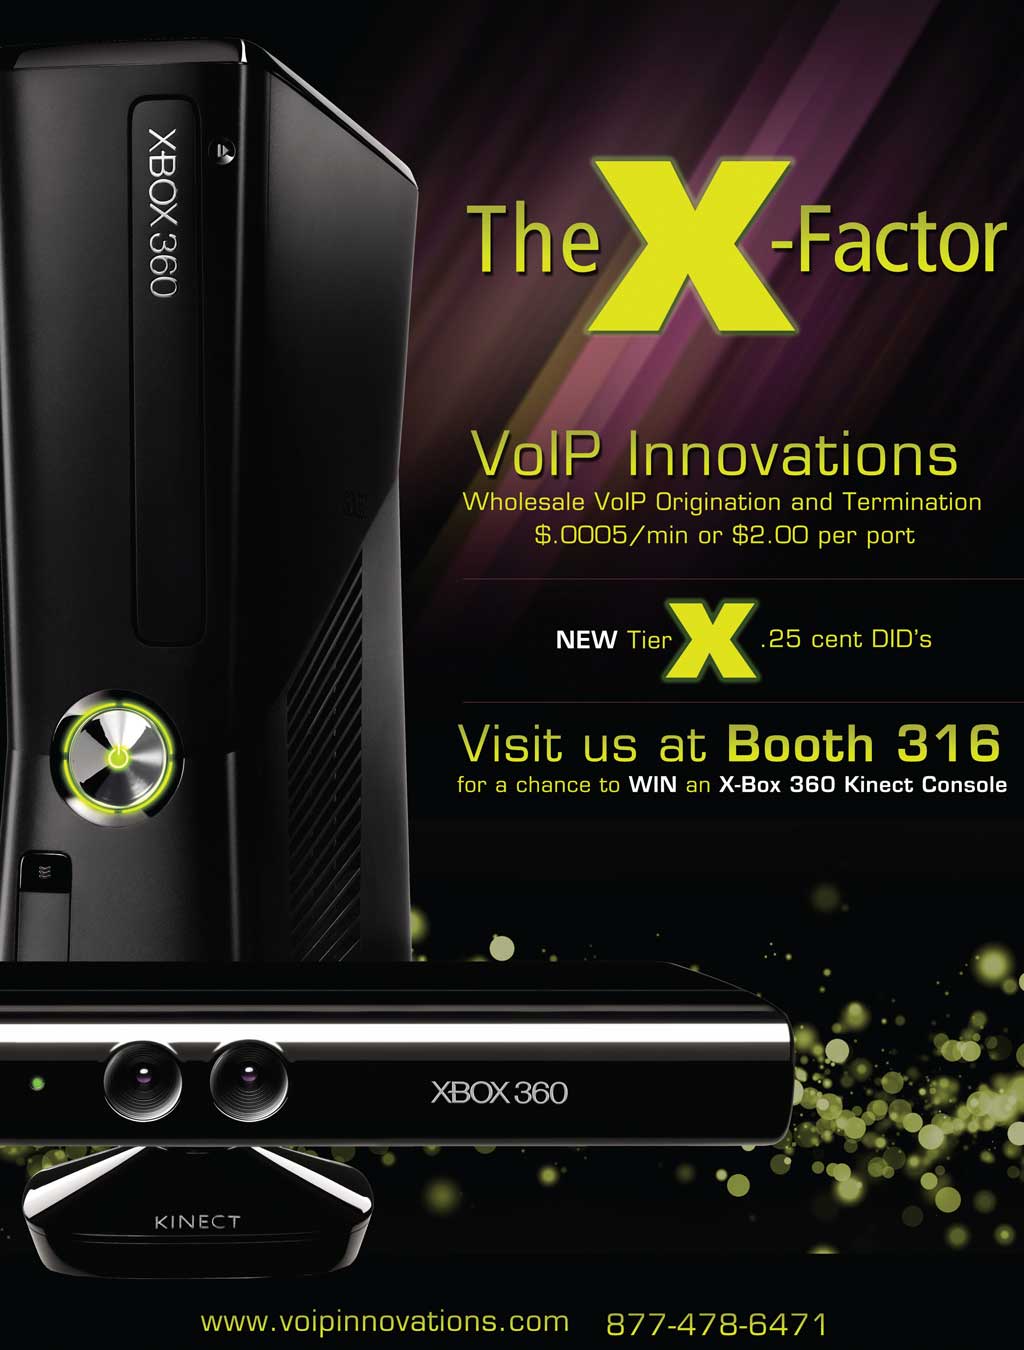 XBOX 360
The X-Factor
VoIP Innovations
Wholesale VoIP Origination and Termination
$.0005/min or $2.00 per port
NEW Tier X .25 cent DID's
Visit us at Booth 316
for a chance to WIN an X-Box 360 Kinect Console
XBOX 360
KINECT
www.voipinnovations.com 877-478-6471